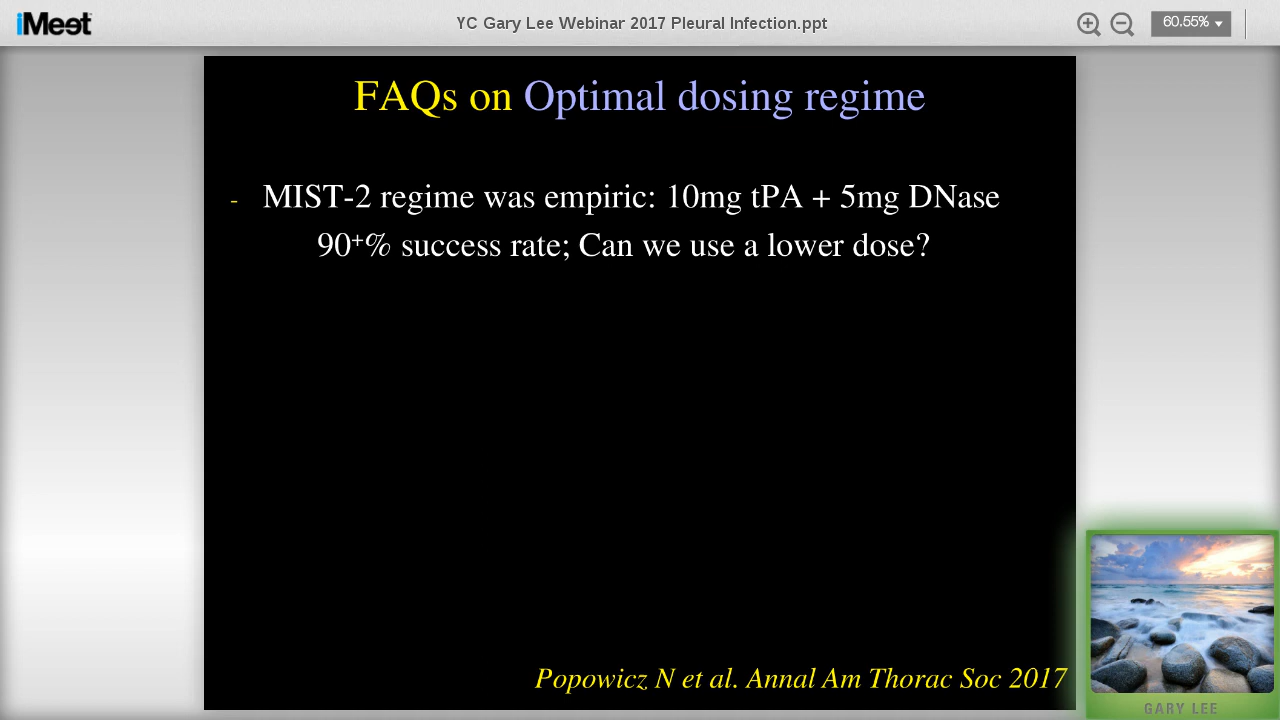 iMeet
YC Gary Lee Webinar 2017 Pleural Infection.ppt
60.55%
FAQs on Optimal dosing regime
- MIST-2 regime was empiric: 10mg tPA + 5mg DNase
90⁺% success rate; Can we use a lower dose?
Popowicz N et al. Annal Am Thorac Soc 2017
GARY LEE